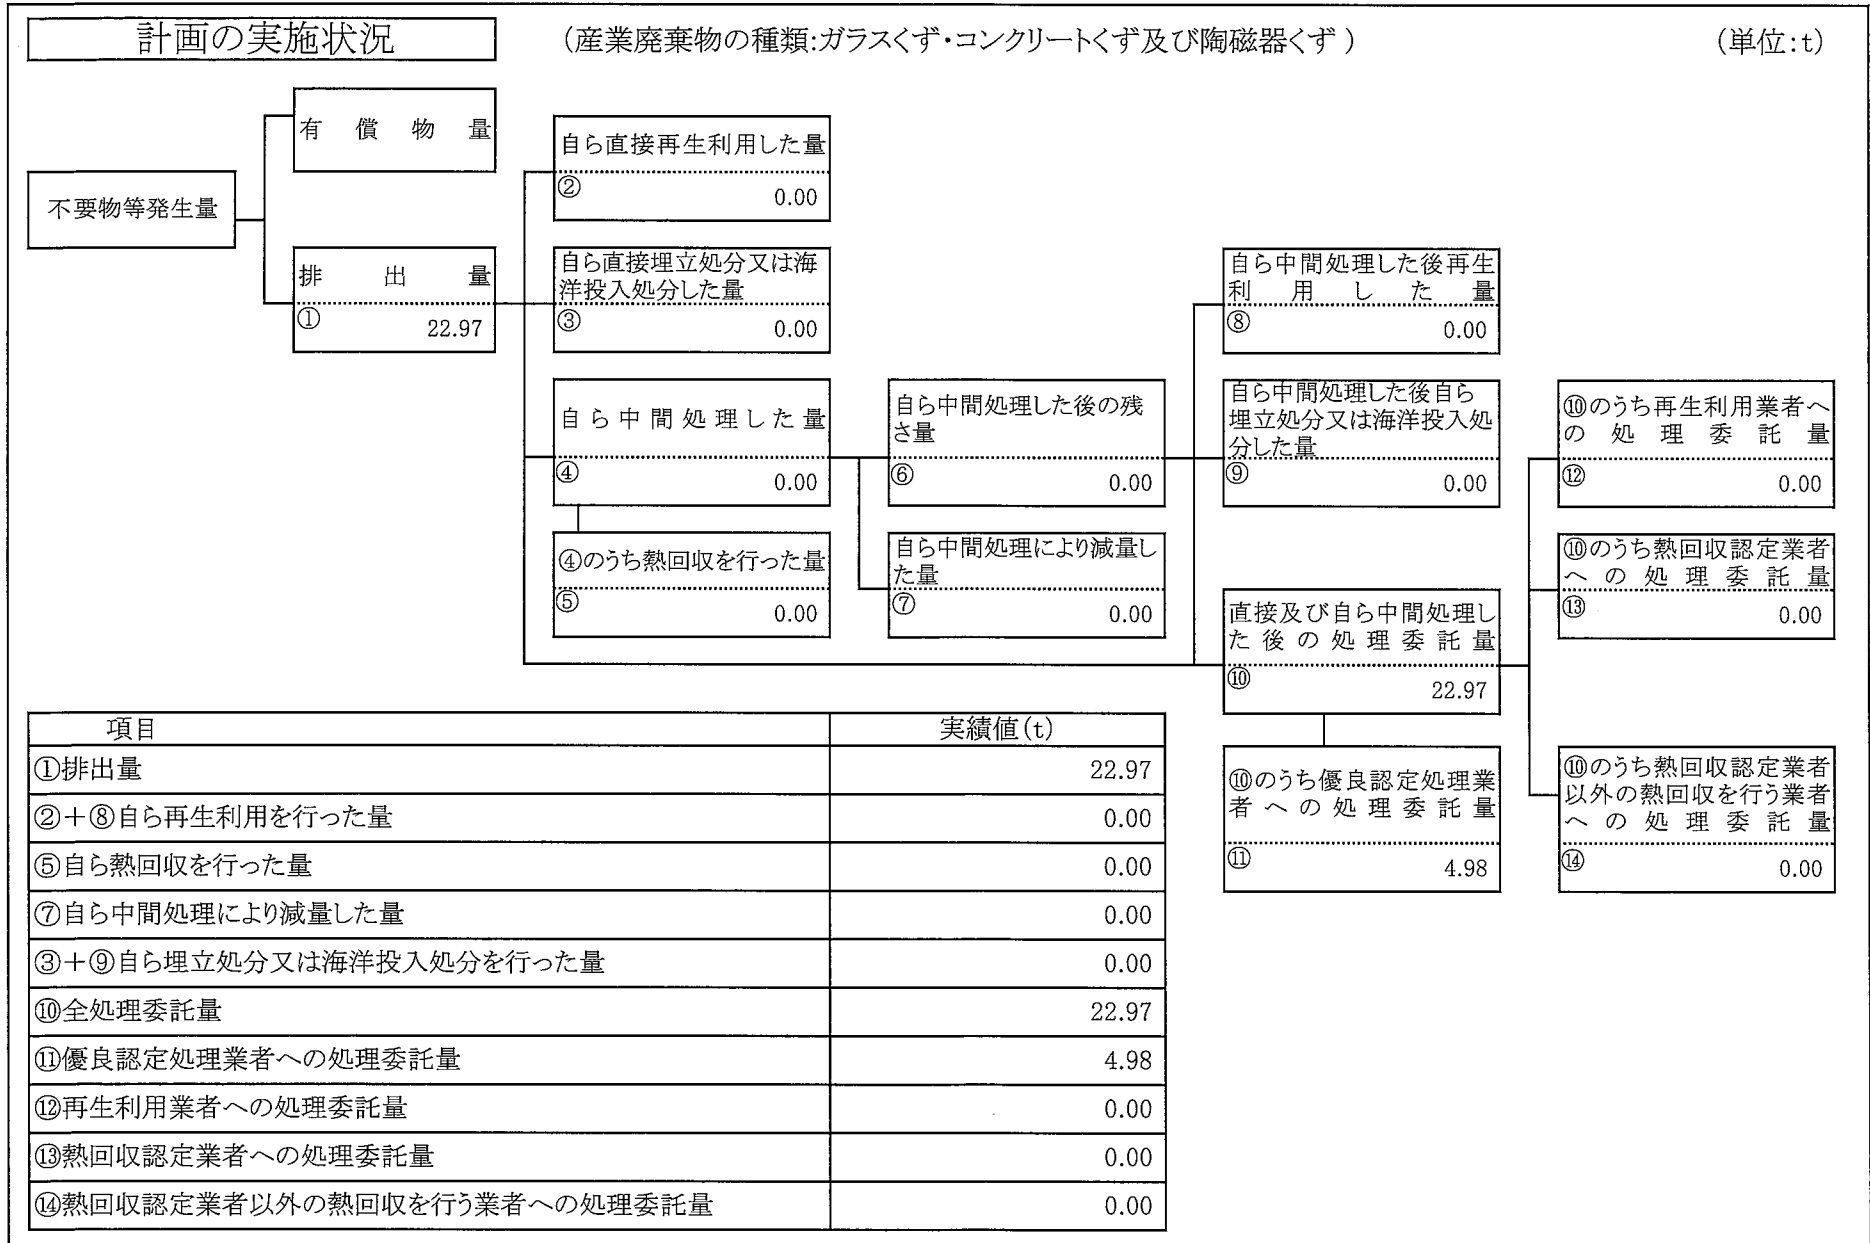 計画の実施状況
(産業廃棄物の種類:ガラスくず・コンクリートくず及び陶磁器くず)
(単位:t)
有償物量
不要物等発生量
排出量
① 22.97
自ら直接再生利用した量
② 0.00
自ら直接埋立処分又は海
洋投入処分した量
③ 0.00
自ら中間処理した量
④ 0.00
④のうち熱回収を行った量
⑤ 0.00
自ら中間処理した後の残
さ量
⑥ 0.00
自ら中間処理により減量し
た量
⑦ 0.00
自ら中間処理した後再生
利用した量
⑧ 0.00
自ら中間処理した後自ら
埋立処分又は海洋投入処
分した量
⑨ 0.00
直接及び自ら中間処理し
た後の処理委託量
⑩ 22.97
⑩のうち優良認定処理業
者への処理委託量
⑪ 4.98
⑩のうち再生利用業者へ
の処理委託量
⑫ 0.00
⑩のうち熱回収認定業者
への処理委託量
⑬ 0.00
⑩のうち熱回収認定業者
以外の熱回収を行う業者
への処理委託量
⑭ 0.00
項目 実績値(t)
①排出量 22.97
②+⑧自ら再生利用を行った量 0.00
⑤自ら熱回収を行った量 0.00
⑦自ら中間処理により減量した量 0.00
③+⑨自ら埋立処分又は海洋投入処分を行った量 0.00
⑩全処理委託量 22.97
⑪優良認定処理業者への処理委託量 4.98
⑫再生利用業者への処理委託量 0.00
⑬熱回収認定業者への処理委託量 0.00
⑭熱回収認定業者以外の熱回収を行う業者への処理委託量 0.00